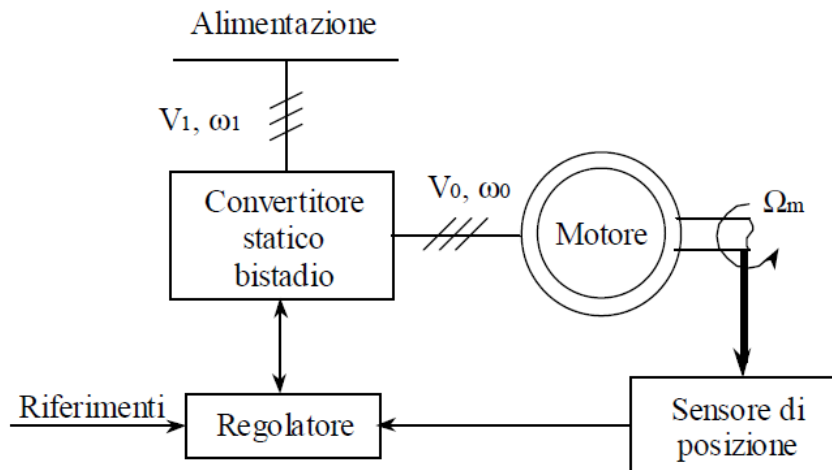 Alimentazione
V1, ω1
Convertitore
statico
bistadio
V0, ω0
Motore
Ωm
Riferimenti
Regolatore
Sensore di
posizione